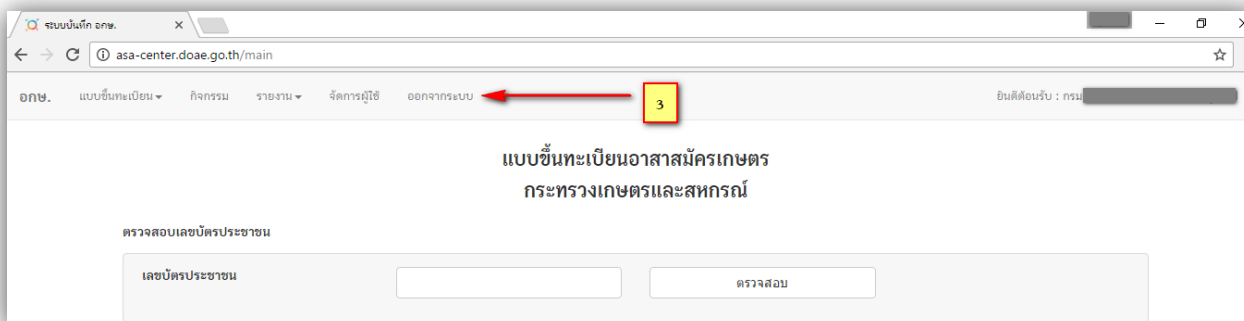 ระบบบันทึก อกษ.
asa-center.doae.go.th/main
อกษ. แบบขึ้นทะเบียน กิจกรรม รายงาน จัดการผู้ใช้ ออกจากระบบ 3 ยินดีต้อนรับ : กรม
แบบขึ้นทะเบียนอาสาสมัครเกษตร
กระทรวงเกษตรและสหกรณ์
ตรวจสอบเลขบัตรประชาชน
เลขบัตรประชาชน ตรวจสอบ